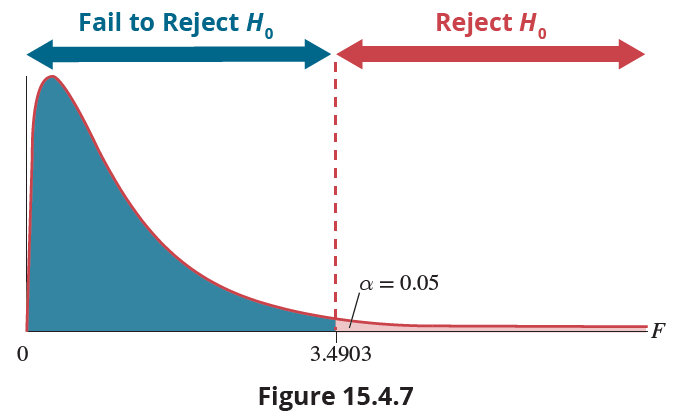 Fail to Reject H₀
Reject H₀
α = 0.05
F
0
3.4903
Figure 15.4.7